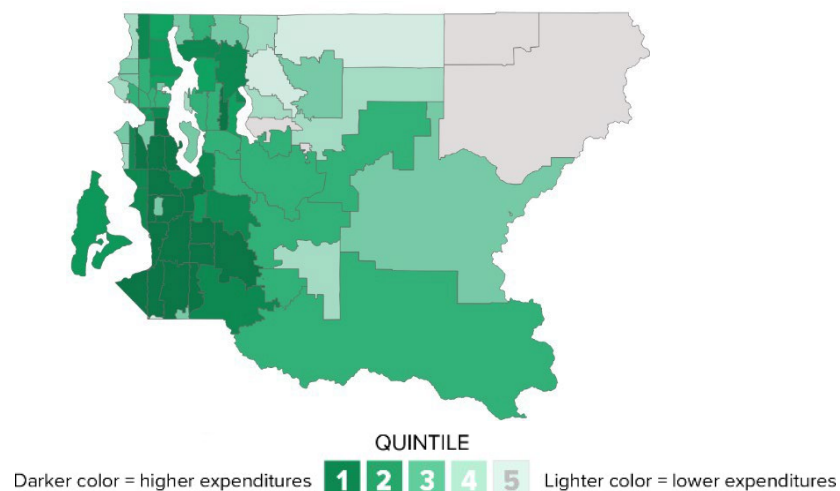 QUINTILE
Darker color = higher expenditures 1 2 3 4 5 Lighter color = lower expenditures